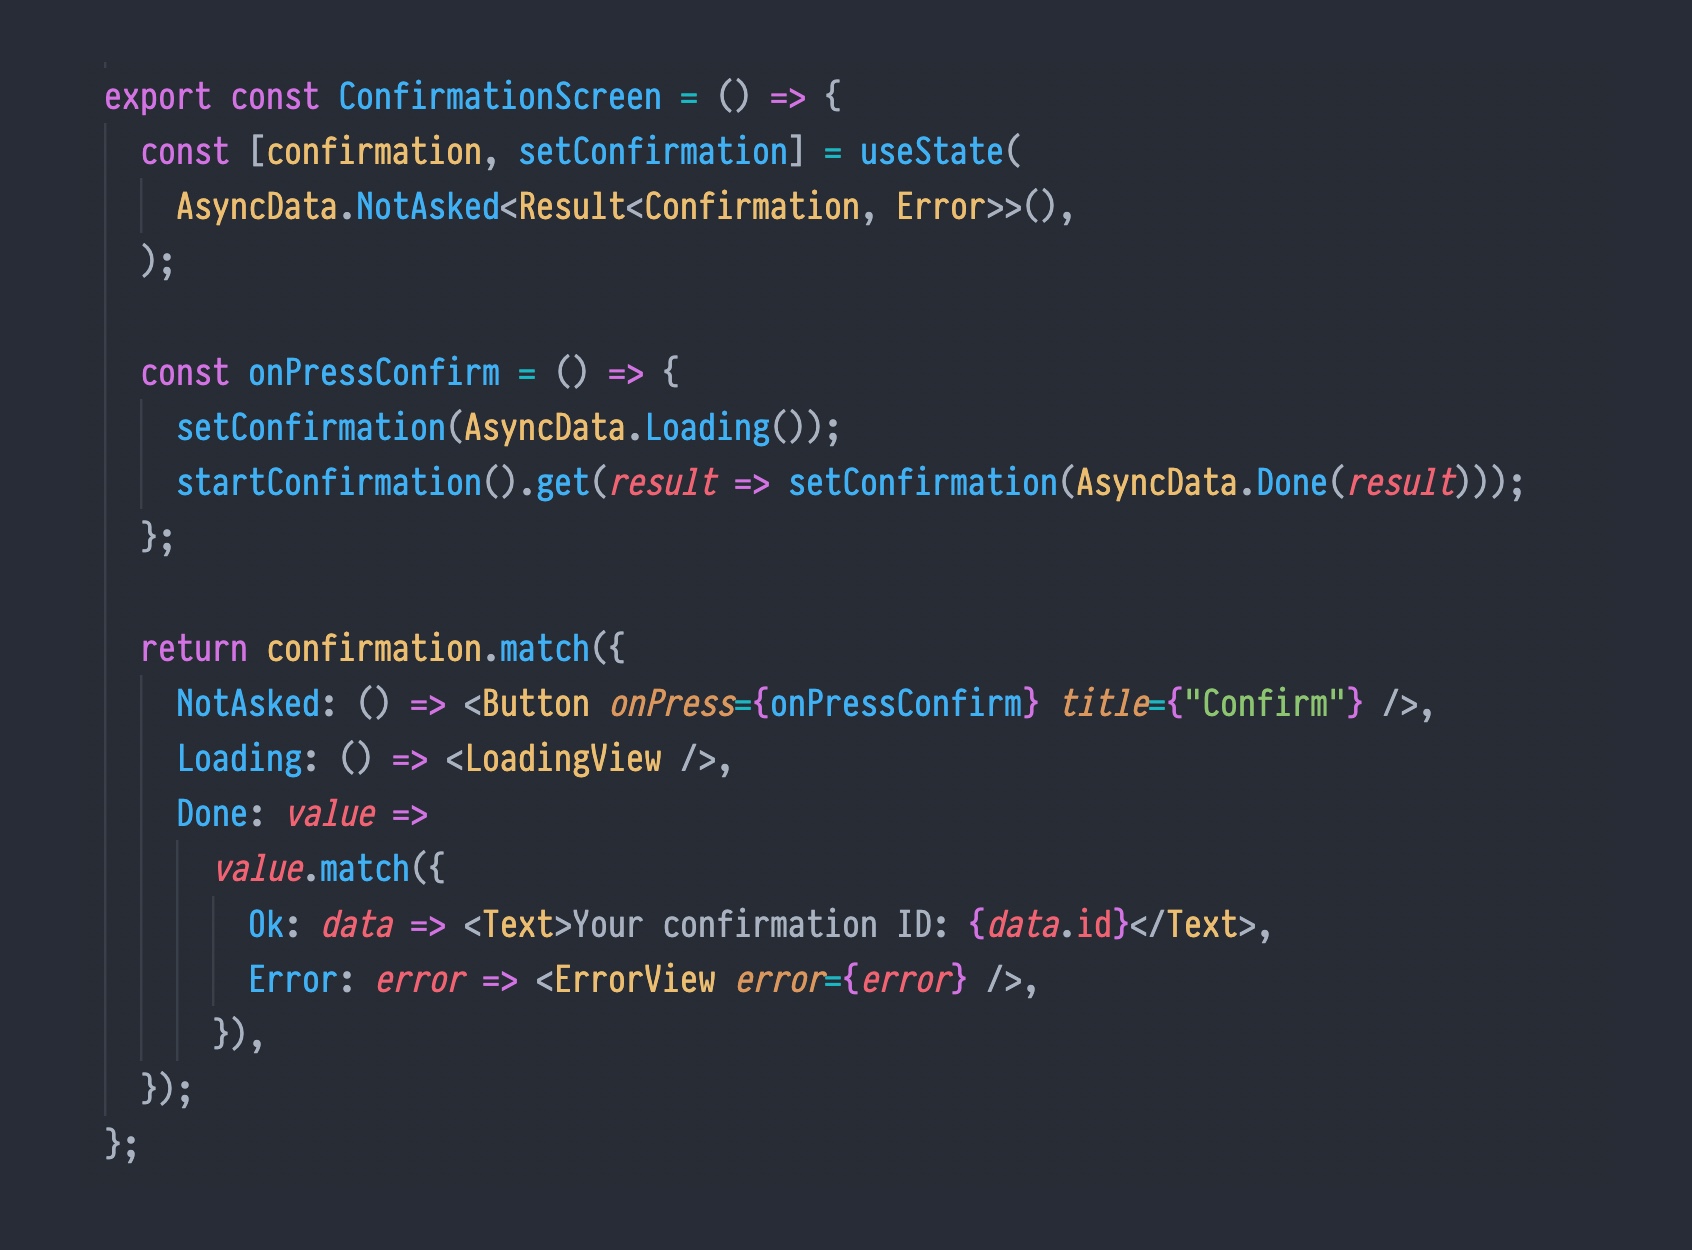 export const ConfirmationScreen = () => {
  const [confirmation, setConfirmation] = useState(
    AsyncData.NotAsked<Result<Confirmation, Error>>(),
  );

  const onPressConfirm = () => {
    setConfirmation(AsyncData.Loading());
    startConfirmation().get(result => setConfirmation(AsyncData.Done(result)));
  };

  return confirmation.match({
    NotAsked: () => <Button onPress={onPressConfirm} title={"Confirm"} />,
    Loading: () => <LoadingView />,
    Done: value =>
      value.match({
        Ok: data => <Text>Your confirmation ID: {data.id}</Text>,
        Error: error => <ErrorView error={error} />,
      }),
  });
};